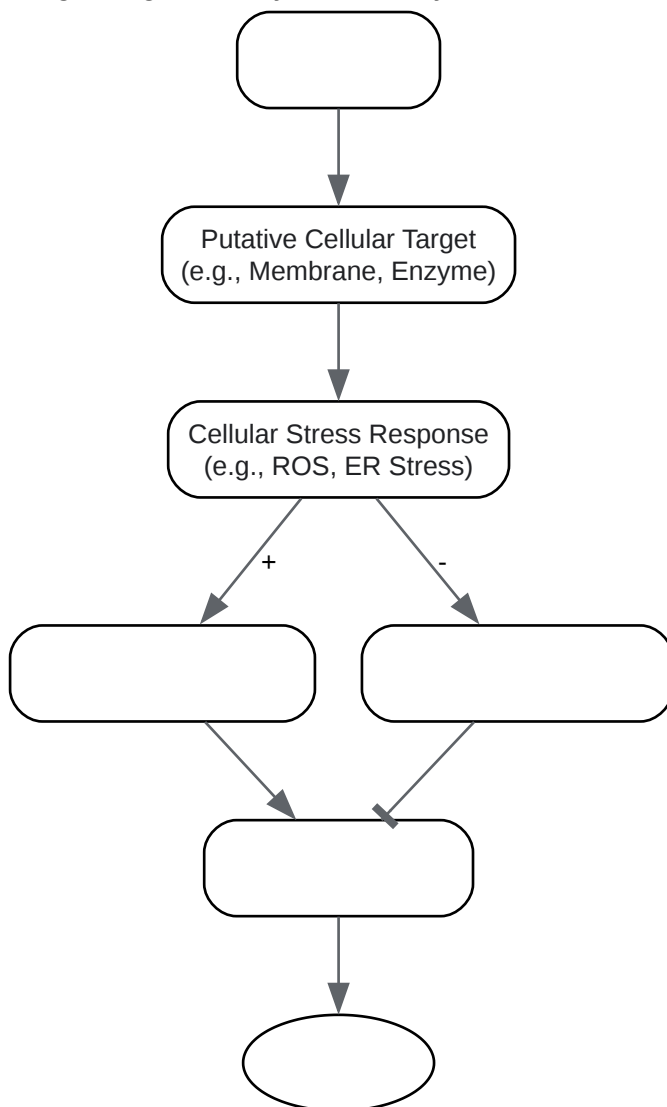 Putative Cellular Target
(e.g., Membrane, Enzyme)
Cellular Stress Response
(e.g., ROS, ER Stress)
+
-